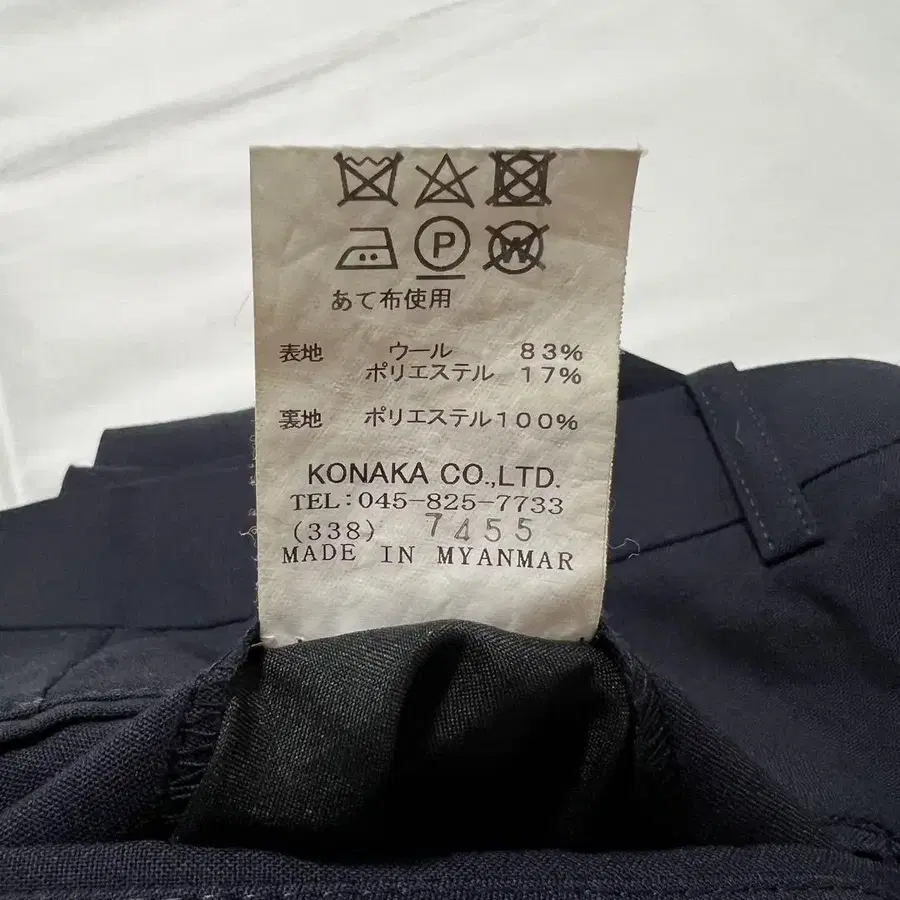 P
W
あて布使用
表地 ウール 83%
ポリエステル 17%
裏地 ポリエステル100%
KONAKA CO.,LTD.
TEL:045-825-7733
(338) 7455
MADE IN MYANMAR